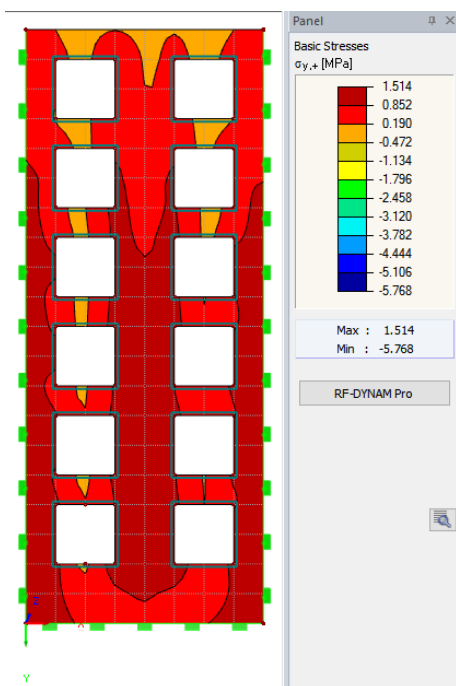 Panel
Basic Stresses
σy,+ [MPa]
1.514
0.852
0.190
-0.472
-1.134
-1.796
-2.458
-3.120
-3.782
-4.444
-5.106
-5.768
Max : 1.514
Min : -5.768
RF-DYNAM Pro
Z
X
Y